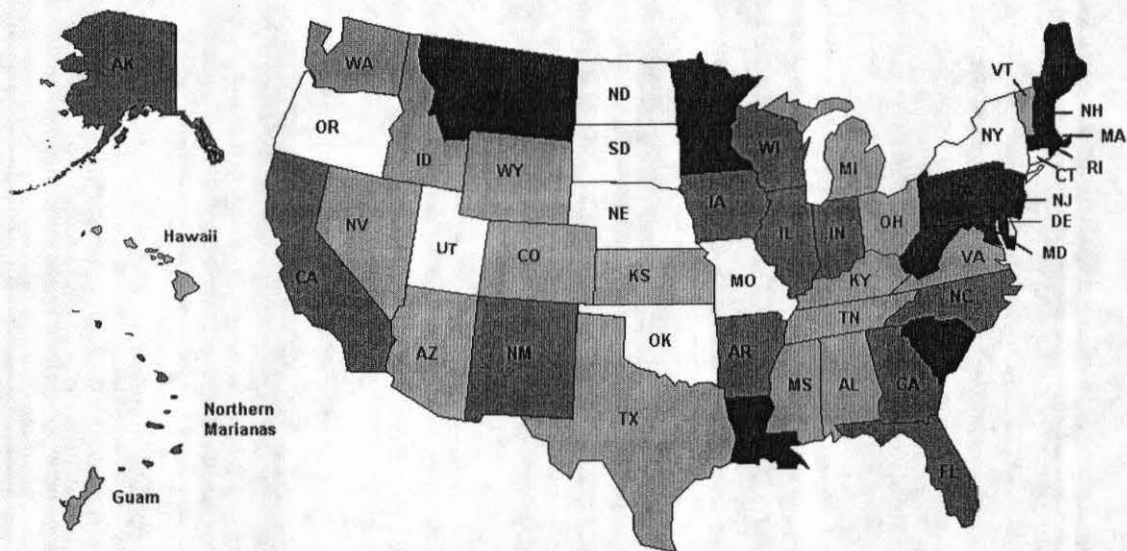 AK
WA
ND
VT
NH
OR
MA
ID
SD
WI
NY
RI
WY
MI
CT
NE
IA
NJ
NV
OH
DE
Hawaii
UT
IL
IN
CO
VA
MD
CA
KS
MO
KY
NC
TN
AZ
NM
OK
AR
GA
MS
AL
Northern
Marianas
TX
FL
Guam